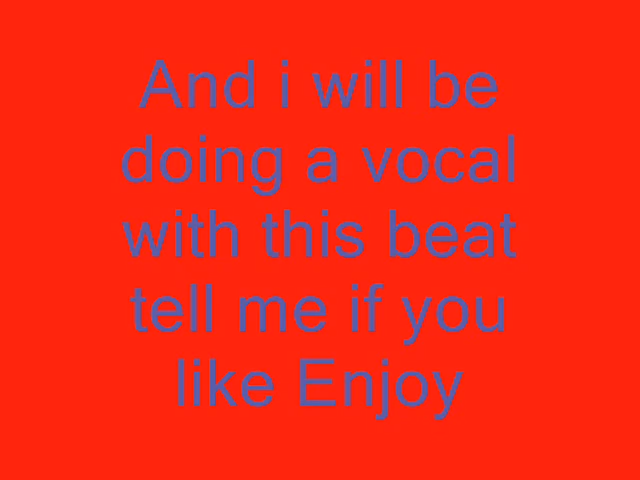 And i will be
doing a vocal
with this beat
tell me if you
like Enjoy